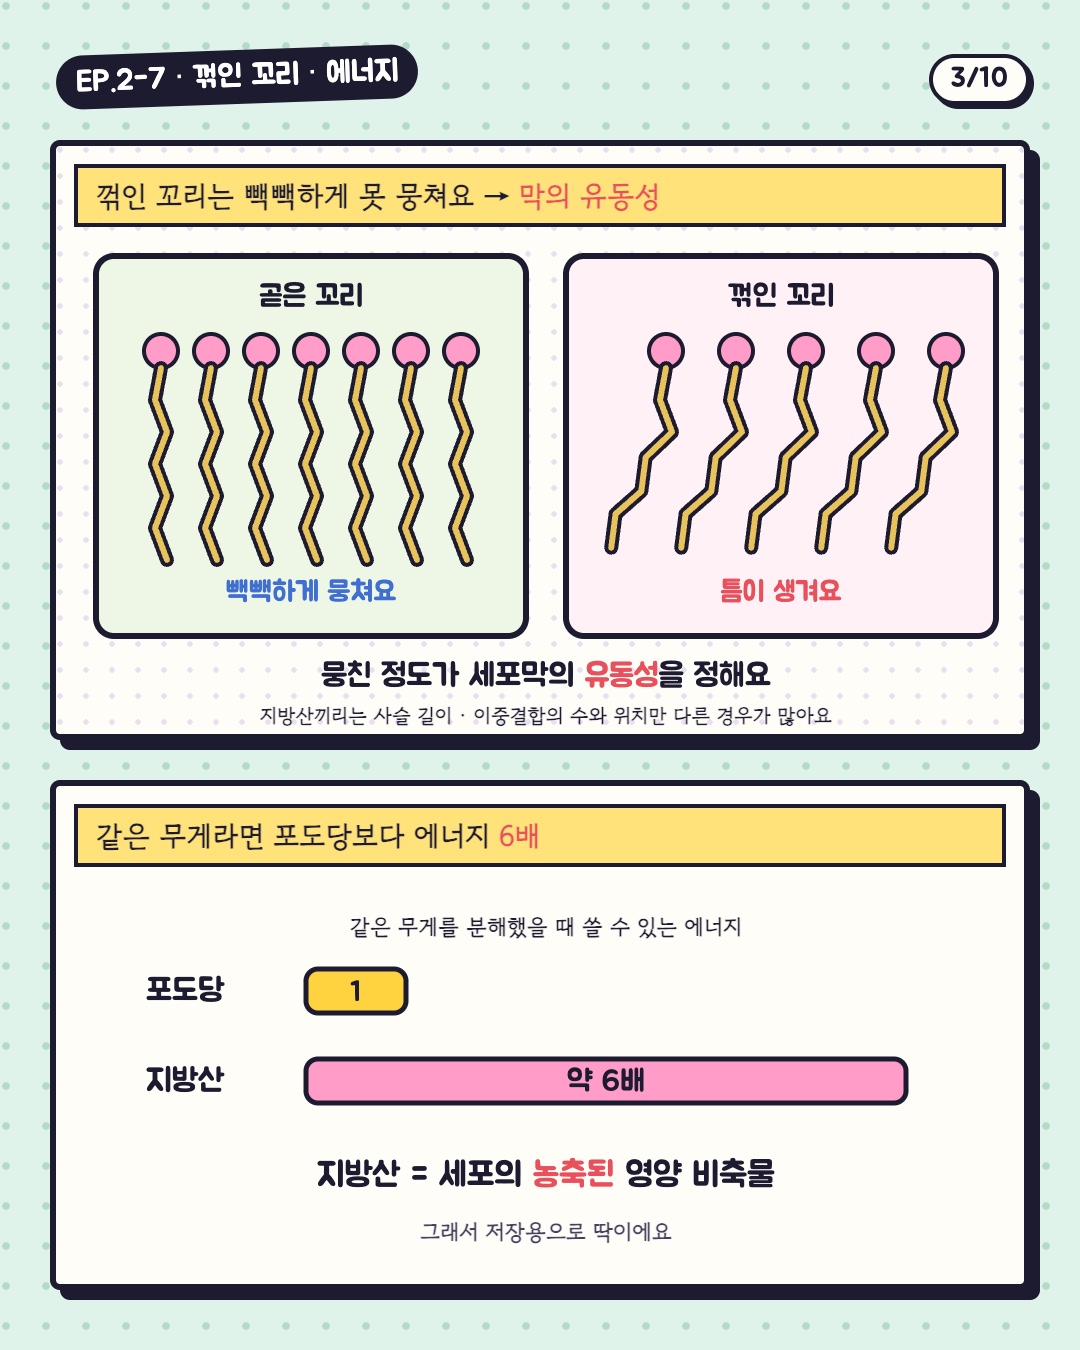 EP.2-7 · 꺾인 꼬리 · 에너지
3/10
꺾인 꼬리는 빽빽하게 못 뭉쳐요 → 막의 유동성
곧은 꼬리
꺾인 꼬리
빽빽하게 뭉쳐요
틈이 생겨요
뭉친 정도가 세포막의 유동성을 정해요
지방산끼리는 사슬 길이 · 이중결합의 수와 위치만 다른 경우가 많아요
같은 무게라면 포도당보다 에너지 6배
같은 무게를 분해했을 때 쓸 수 있는 에너지
포도당
1
지방산
약 6배
지방산 = 세포의 농축된 영양 비축물
그래서 저장용으로 딱이에요